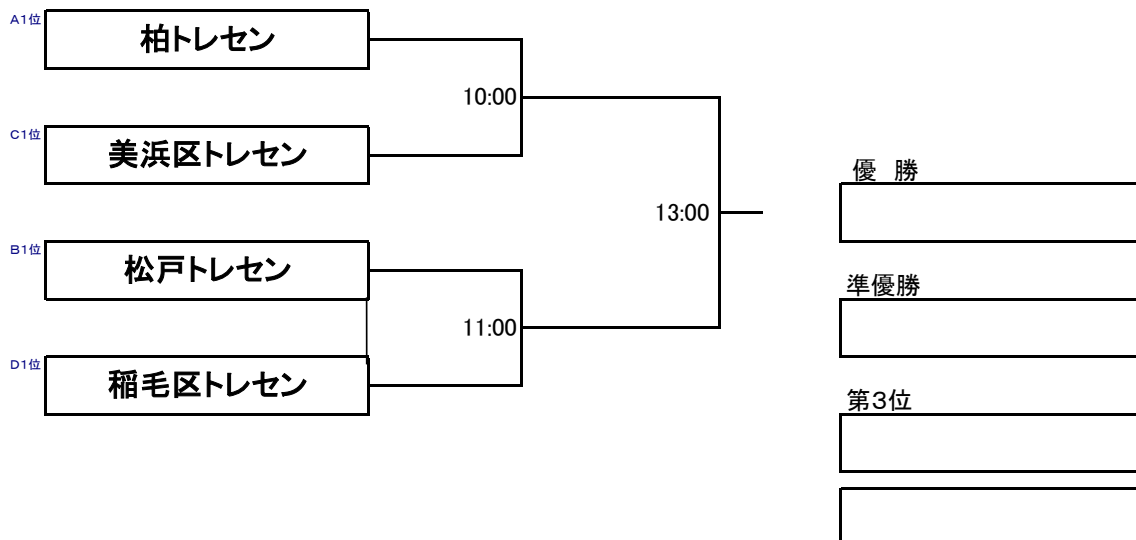 A1位
柏トレセン
10:00
C1位
美浜区トレセン
13:00
B1位
松戸トレセン
11:00
D1位
稲毛区トレセン
優　勝
準優勝
第3位